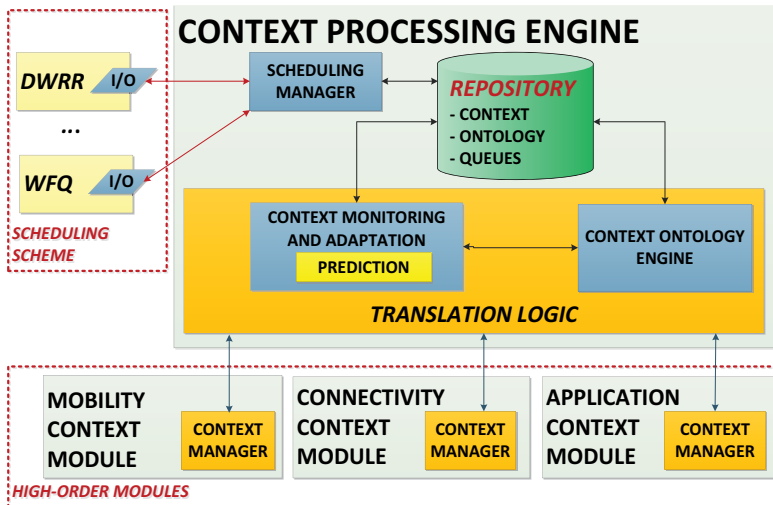 CONTEXT PROCESSING ENGINE
DWRR
I/O
...
WFQ
I/O
SCHEDULING
SCHEME
SCHEDULING
MANAGER
REPOSITORY
- CONTEXT
- ONTOLOGY
- QUEUES
CONTEXT MONITORING
AND ADAPTATION
PREDICTION
CONTEXT ONTOLOGY
ENGINE
TRANSLATION LOGIC
MOBILITY
CONTEXT
MODULE
CONTEXT
MANAGER
CONNECTIVITY
CONTEXT
MODULE
CONTEXT
MANAGER
APPLICATION
CONTEXT
MODULE
CONTEXT
MANAGER
HIGH-ORDER MODULES